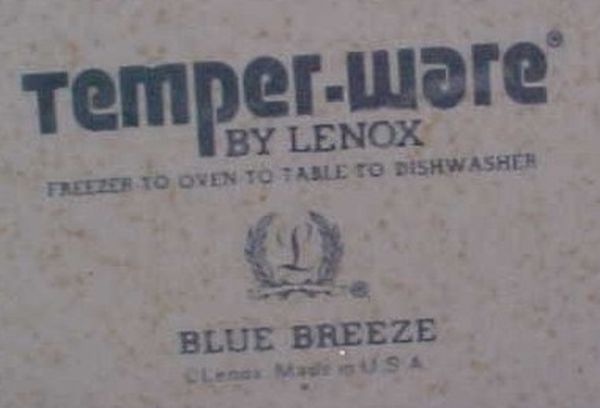 Temper-ware®
BY LENOX
FREEZER TO OVEN TO TABLE TO DISHWASHER
L
®
BLUE BREEZE
©Lenox Made in U.S.A.